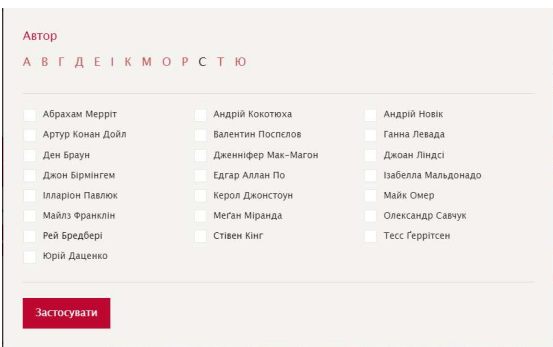 Автор
А В Г Д Е І К М О Р С Т Ю
Абрахам Мерріт Андрій Кокотюха Андрій Новік
Артур Конан Дойл Валентин Поспєлов Ганна Левада
Ден Браун Дженніфер Мак-Магон Джоан Ліндсі
Джон Бірмінгем Едгар Аллан По Ізабелла Мальдонадо
Ілларіон Павлюк Керол Джонстоун Майк Омер
Майлз Франклін Меґан Міранда Олександр Савчук
Рей Бредбері Стівен Кінг Тесс Ґеррітсен
Юрій Даценко
Застосувати